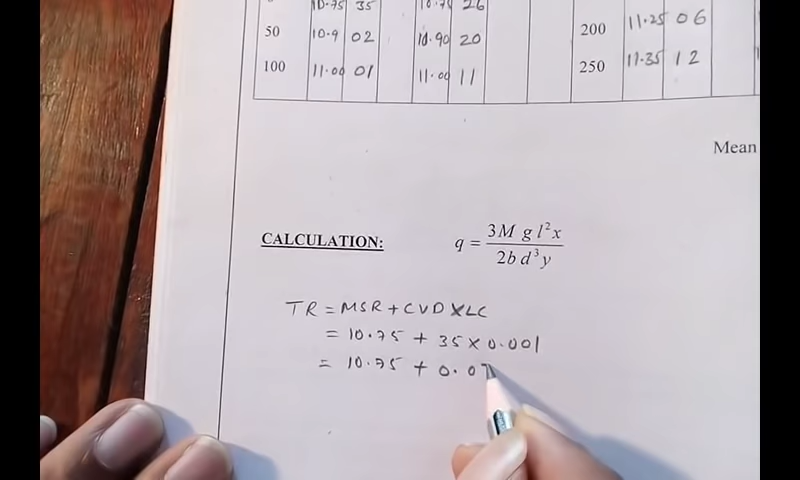 10.75 35 10.75 26
50 10.9 02 10.90 20 200 11.25 06
100 11.00 01 11.00 11 250 11.35 12
Mean
CALCULATION: q = 3M g l²x / 2b d³y
TR = MSR + CVD X LC
= 10.75 + 35 X 0.001
= 10.75 + 0.0